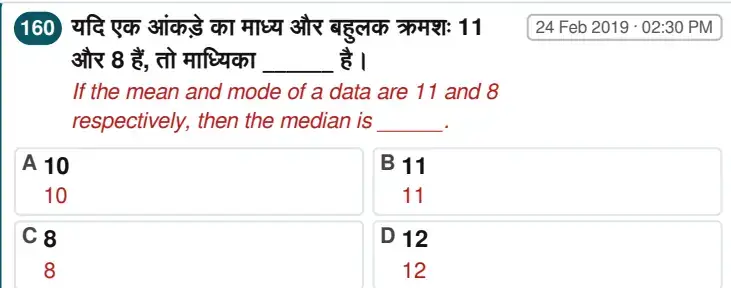 160 यदि एक आंकड़े का माध्य और बहुलक क्रमशः 11 24 Feb 2019 · 02:30 PM
और 8 हैं, तो माध्यिका ______ है।
If the mean and mode of a data are 11 and 8
respectively, then the median is ______.
A 10
10
B 11
11
C 8
8
D 12
12